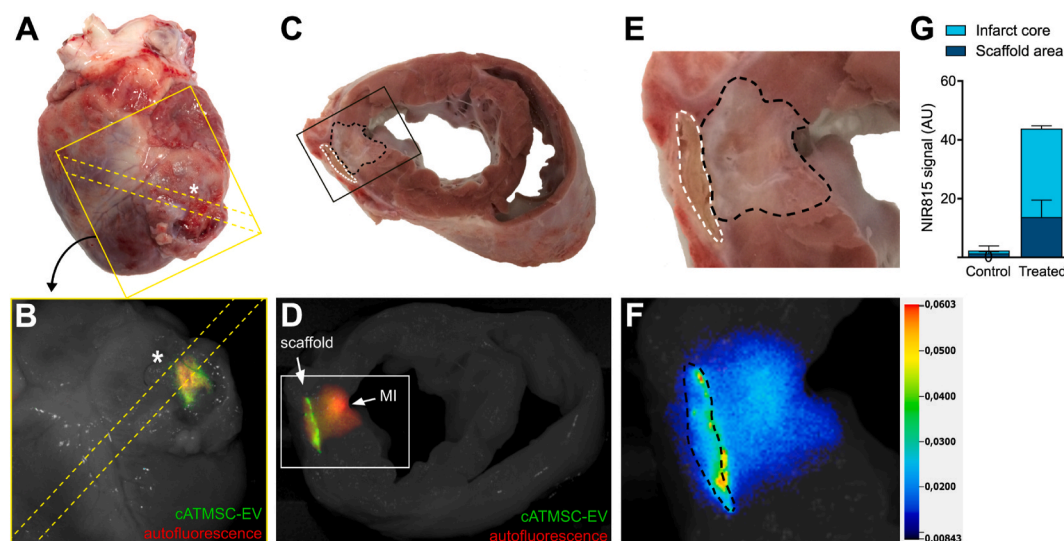 A
*
B
*
cATMSC-EV
autofluorescence
C
D
scaffold
MI
cATMSC-EV
autofluorescence
E
F
0,0603
0,0500
0,0400
0,0300
0,0200
0,00843
G
Infarct core
Scaffold area
NIR815 signal (AU)
60
40
20
Control
Treated